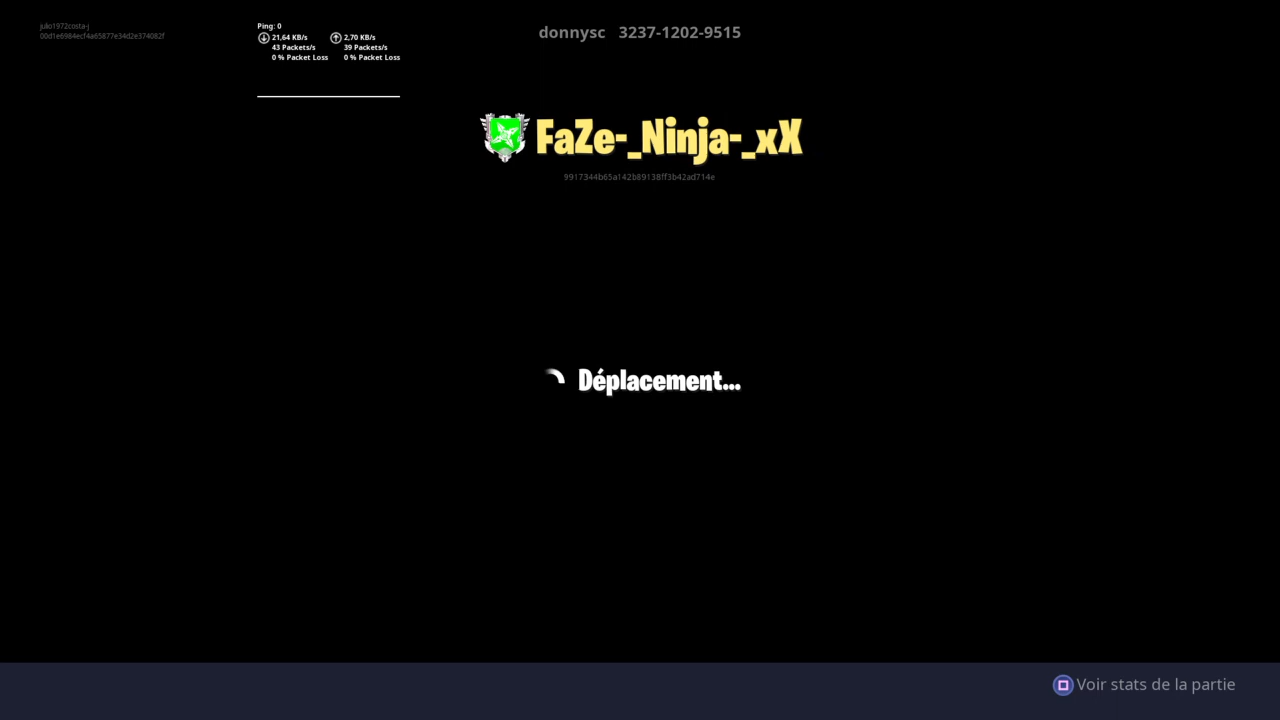 julio1972costa-j
00d1e6984ecf4a65877e34d2e374082f
Ping: 0
21,64 KB/s 2,70 KB/s
43 Packets/s 39 Packets/s
0 % Packet Loss 0 % Packet Loss
donnysc 3237-1202-9515
FaZe-_Ninja-_xX
9917344b65a142b89138ff3b42ad714e
Déplacement...
Voir stats de la partie